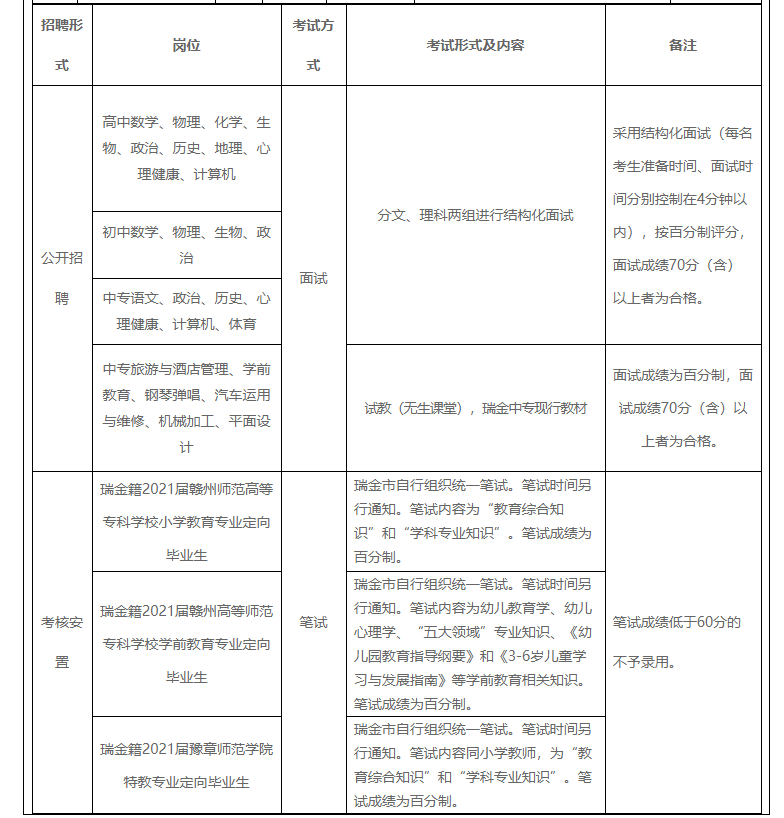 招聘形
式
岗位
考试方
式
考试形式及内容
备注
公开招
聘
高中数学、物理、化学、生
物、政治、历史、地理、心
理健康、计算机
初中数学、物理、生物、政
治
中专语文、政治、历史、心
理健康、计算机、体育
中专旅游与酒店管理、学前
教育、钢琴弹唱、汽车运用
与维修、机械加工、平面设
计
面试
分文、理科两组进行结构化面试
试教（无生课堂），瑞金中专现行教材
采用结构化面试（每名
考生准备时间、面试时
间分别控制在4分钟以
内），按百分制评分，
面试成绩70分（含）
以上者为合格。
面试成绩为百分制，面
试成绩70分（含）以
上者为合格。
考核安
置
瑞金籍2021届赣州师范高等
专科学校小学教育专业定向
毕业生
瑞金籍2021届赣州高等师范
专科学校学前教育专业定向
毕业生
瑞金籍2021届豫章师范学院
特教专业定向毕业生
笔试
瑞金市自行组织统一笔试。笔试时间另
行通知。笔试内容为“教育综合知
识”和“学科专业知识”。笔试成绩为
百分制。
瑞金市自行组织统一笔试。笔试时间另
行通知。笔试内容为幼儿教育学、幼儿
心理学、“五大领域”专业知识、《幼
儿园教育指导纲要》和《3-6岁儿童学
习与发展指南》等学前教育相关知识。
笔试成绩为百分制。
瑞金市自行组织统一笔试。笔试时间另
行通知。笔试内容同小学教师，为“教
育综合知识”和“学科专业知识”。笔
试成绩为百分制。
笔试成绩低于60分的
不予录用。